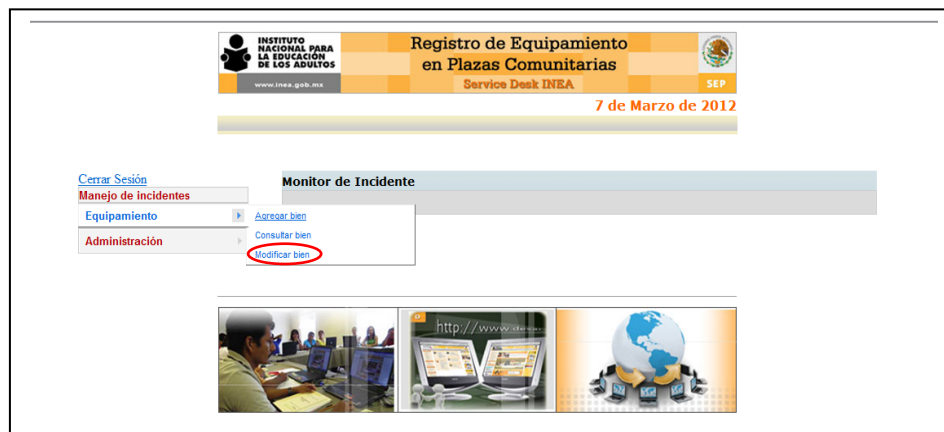 INSTITUTO
NACIONAL PARA
LA EDUCACIÓN
DE LOS ADULTOS
www.inea.gob.mx
Registro de Equipamiento
en Plazas Comunitarias
Service Desk INEA
SEP
7 de Marzo de 2012
Cerrar Sesión
Monitor de Incidente
Manejo de incidentes
Equipamiento
Agregar bien
Consultar bien
Administración
Modificar bien
http://www.desar